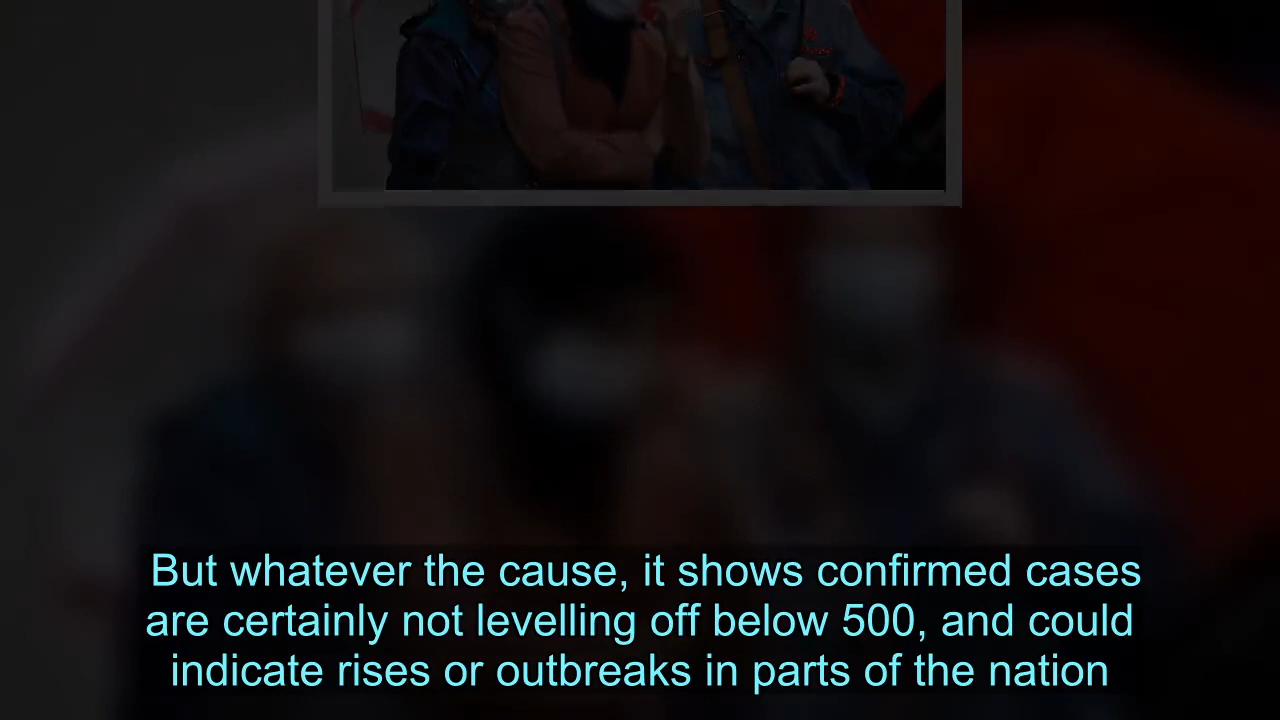 But whatever the cause, it shows confirmed cases
are certainly not levelling off below 500, and could
indicate rises or outbreaks in parts of the nation